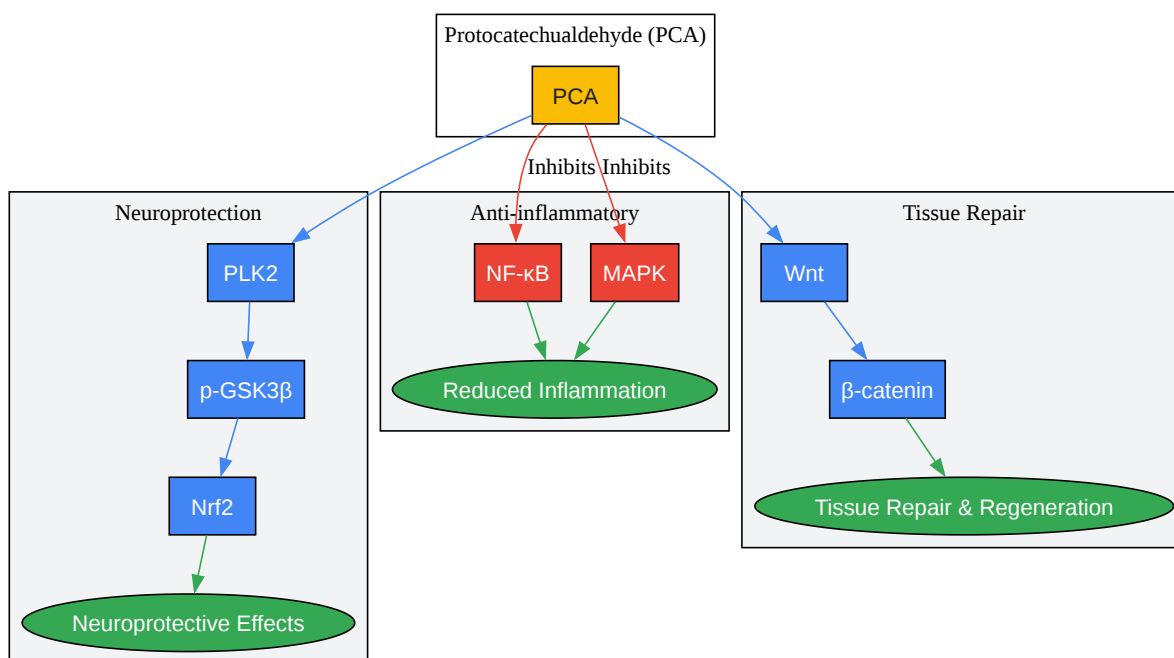 Protocatechualdehyde (PCA)
PCA
Inhibits Inhibits
Neuroprotection
Anti-inflammatory
Tissue Repair
PLK2
NF-κB
MAPK
Wnt
p-GSK3β
Reduced Inflammation
β-catenin
Nrf2
Tissue Repair & Regeneration
Neuroprotective Effects